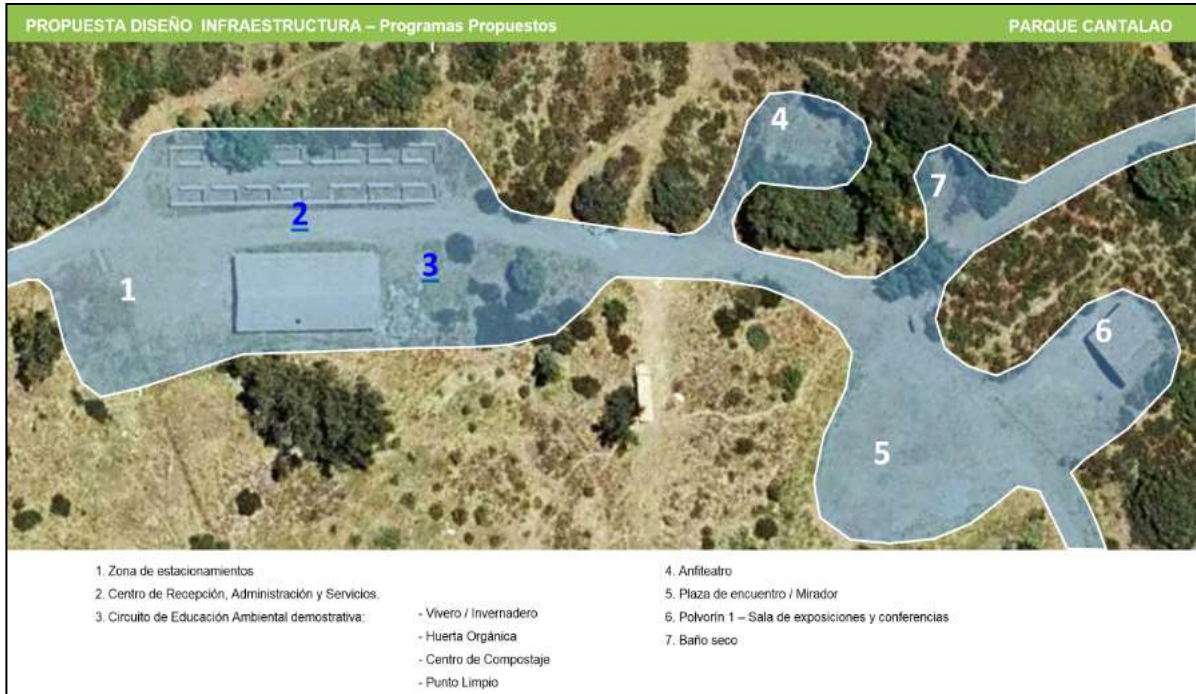 PROPUESTA DISEÑO INFRAESTRUCTURA – Programas Propuestos
PARQUE CANTALAO
4
7
2
3
1
6
5
1. Zona de estacionamientos
2. Centro de Recepción, Administración y Servicios.
3. Circuito de Educación Ambiental demostrativa:
- Vivero / Invernadero
- Huerta Orgánica
- Centro de Compostaje
- Punto Limpio
4. Anfiteatro
5. Plaza de encuentro / Mirador
6. Polvorín 1 – Sala de exposiciones y conferencias
7. Baño seco